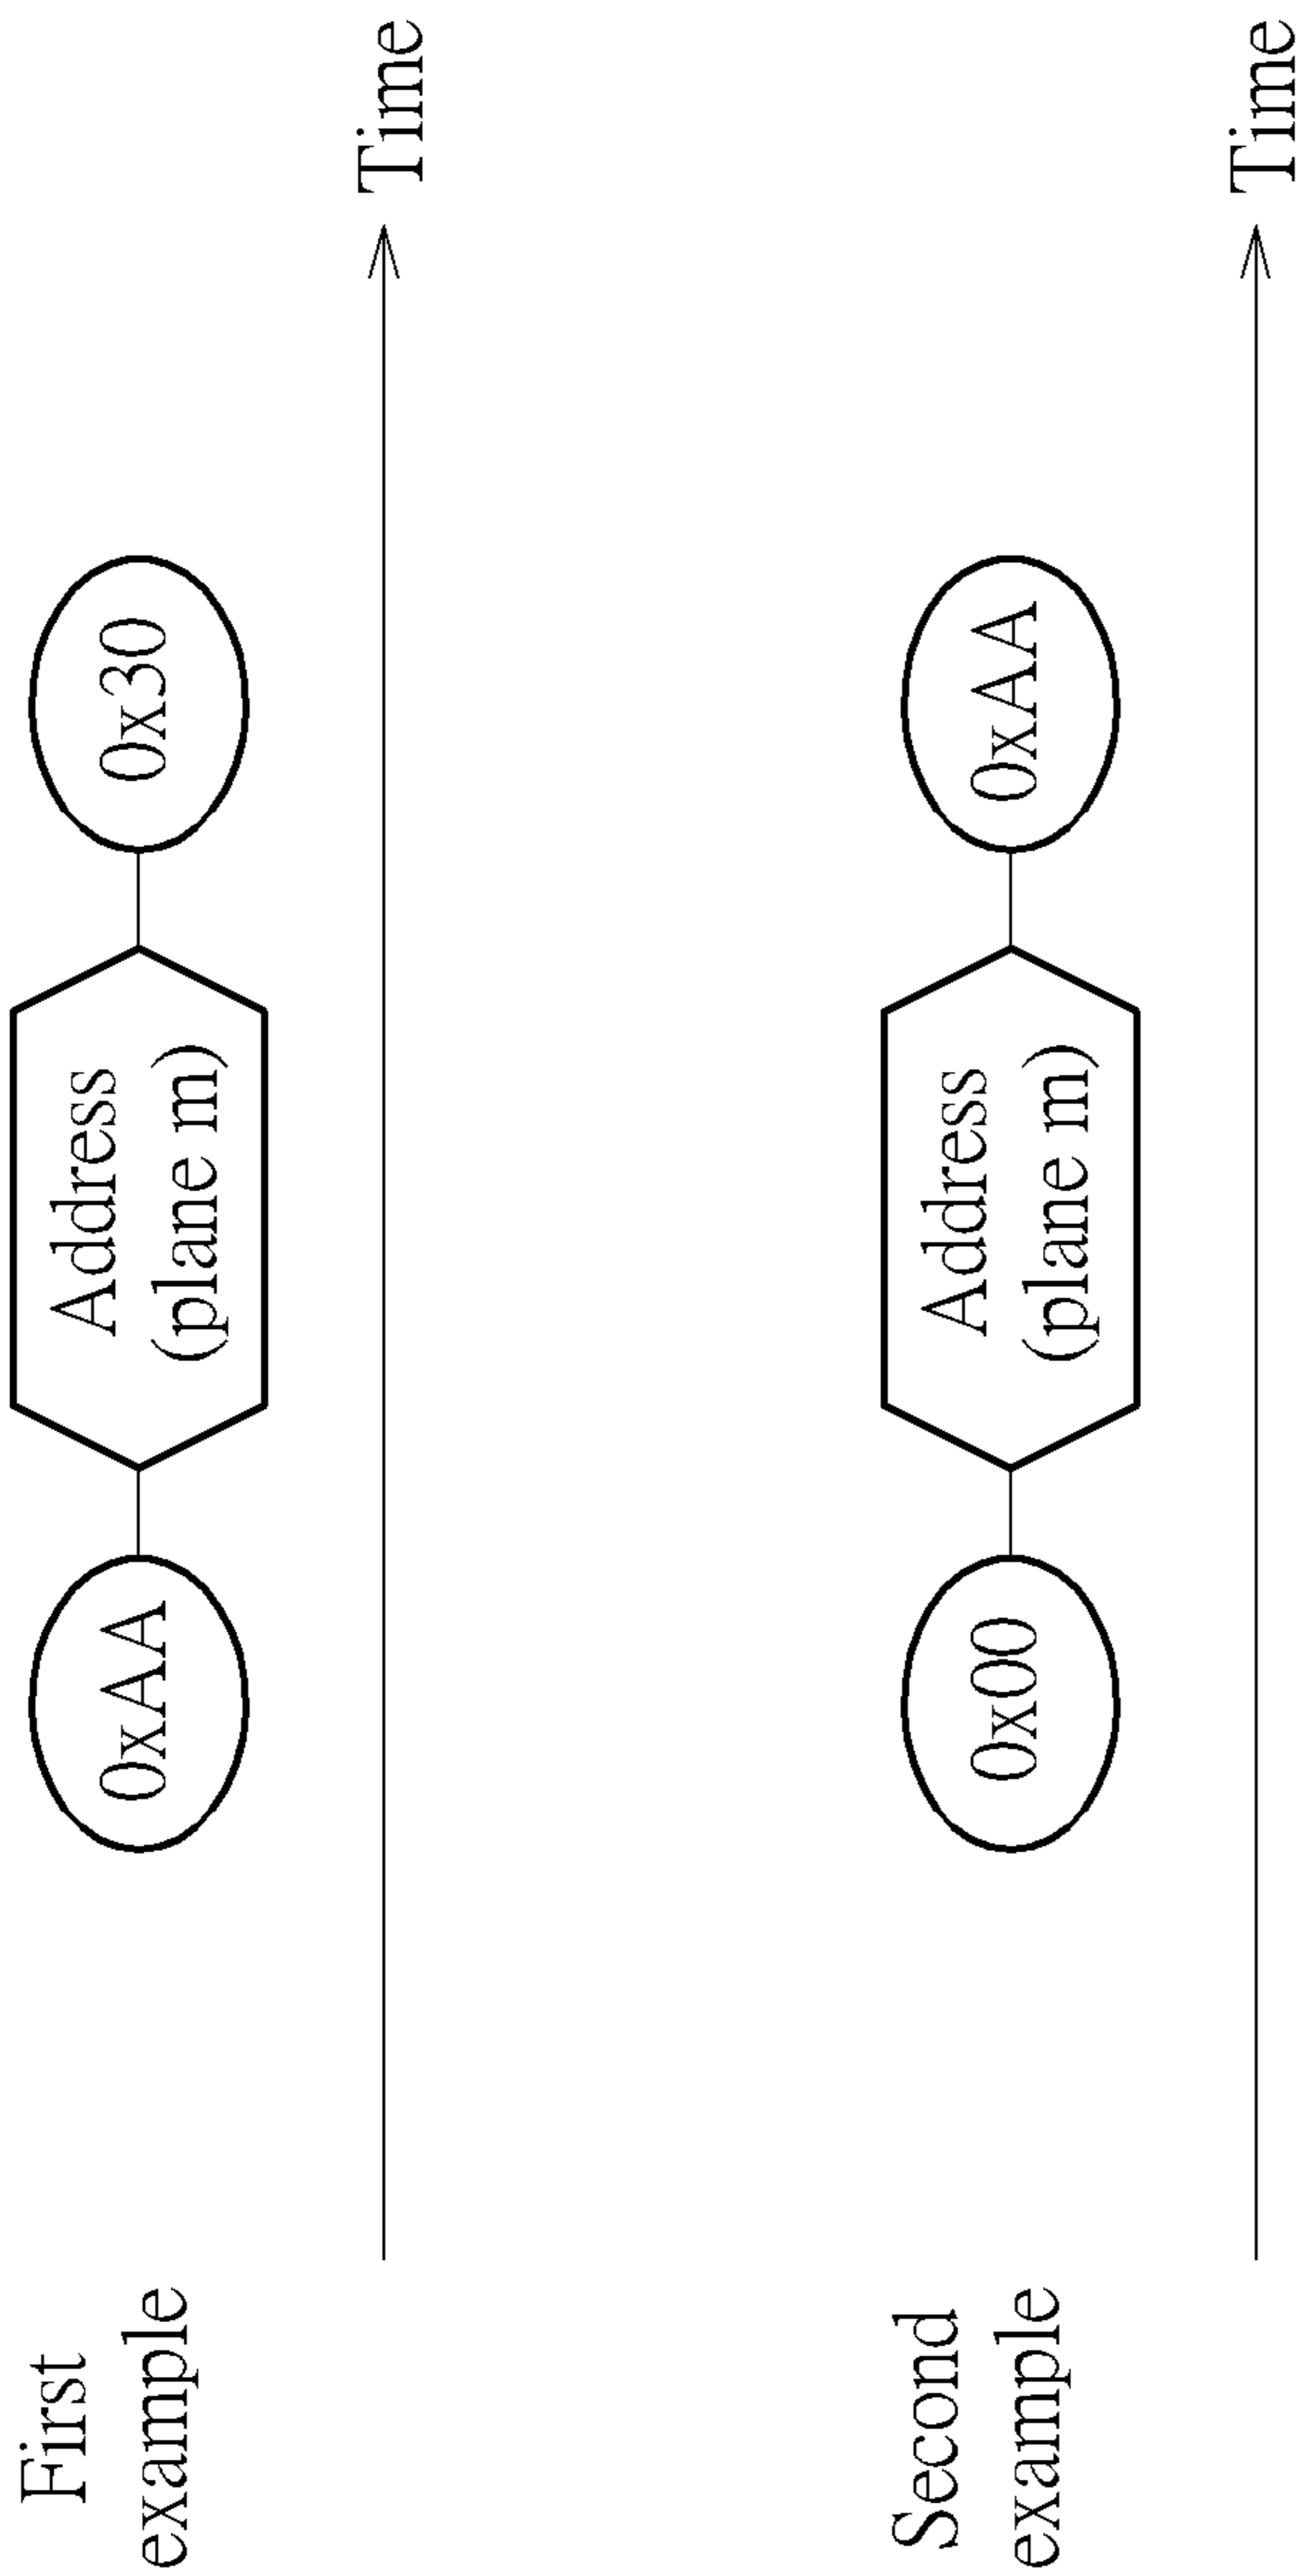 First
example
0xAA
Address
(plane m)
0x30
Time
Second
example
0x00
Address
(plane m)
0xAA
Time